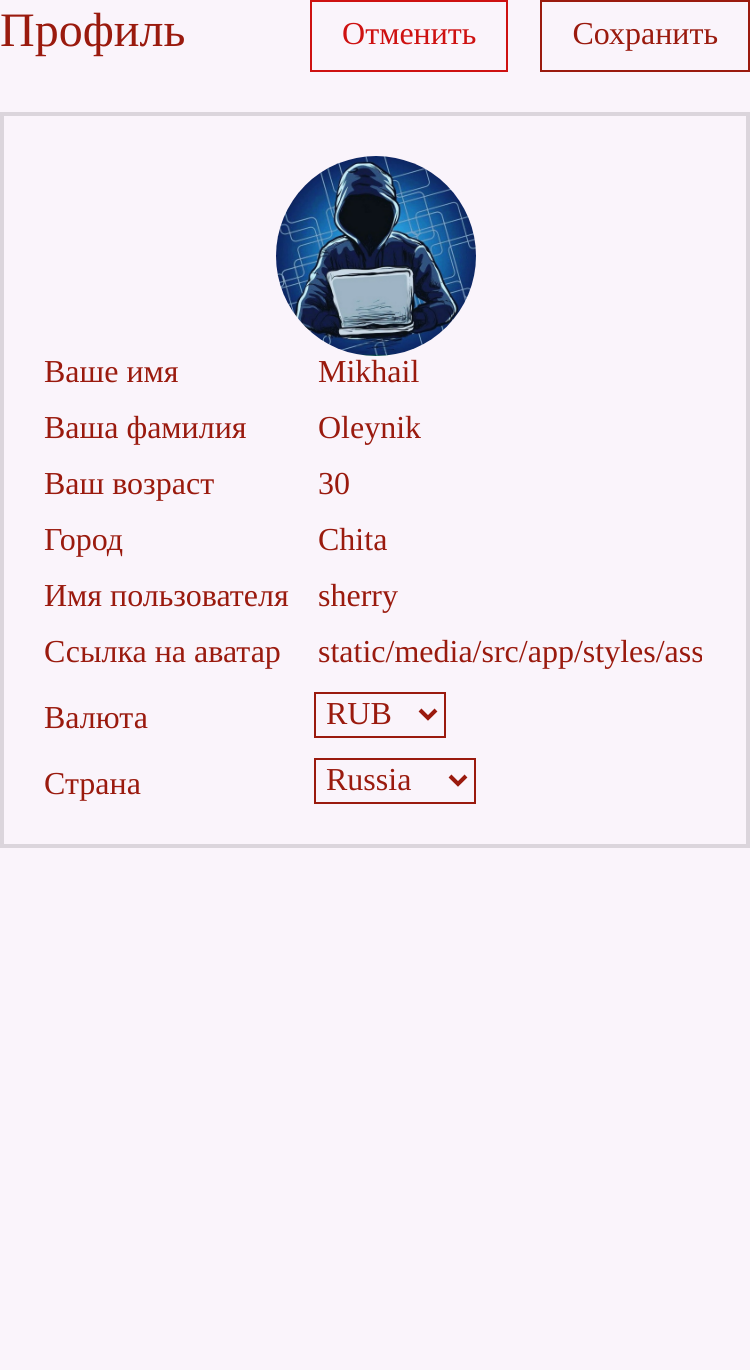 Профиль Отменить Сохранить
Ваше имя Mikhail
Ваша фамилия Oleynik
Ваш возраст 30
Город Chita
Имя пользователя sherry
Ссылка на аватар static/media/src/app/styles/ass
Валюта RUB
Страна Russia